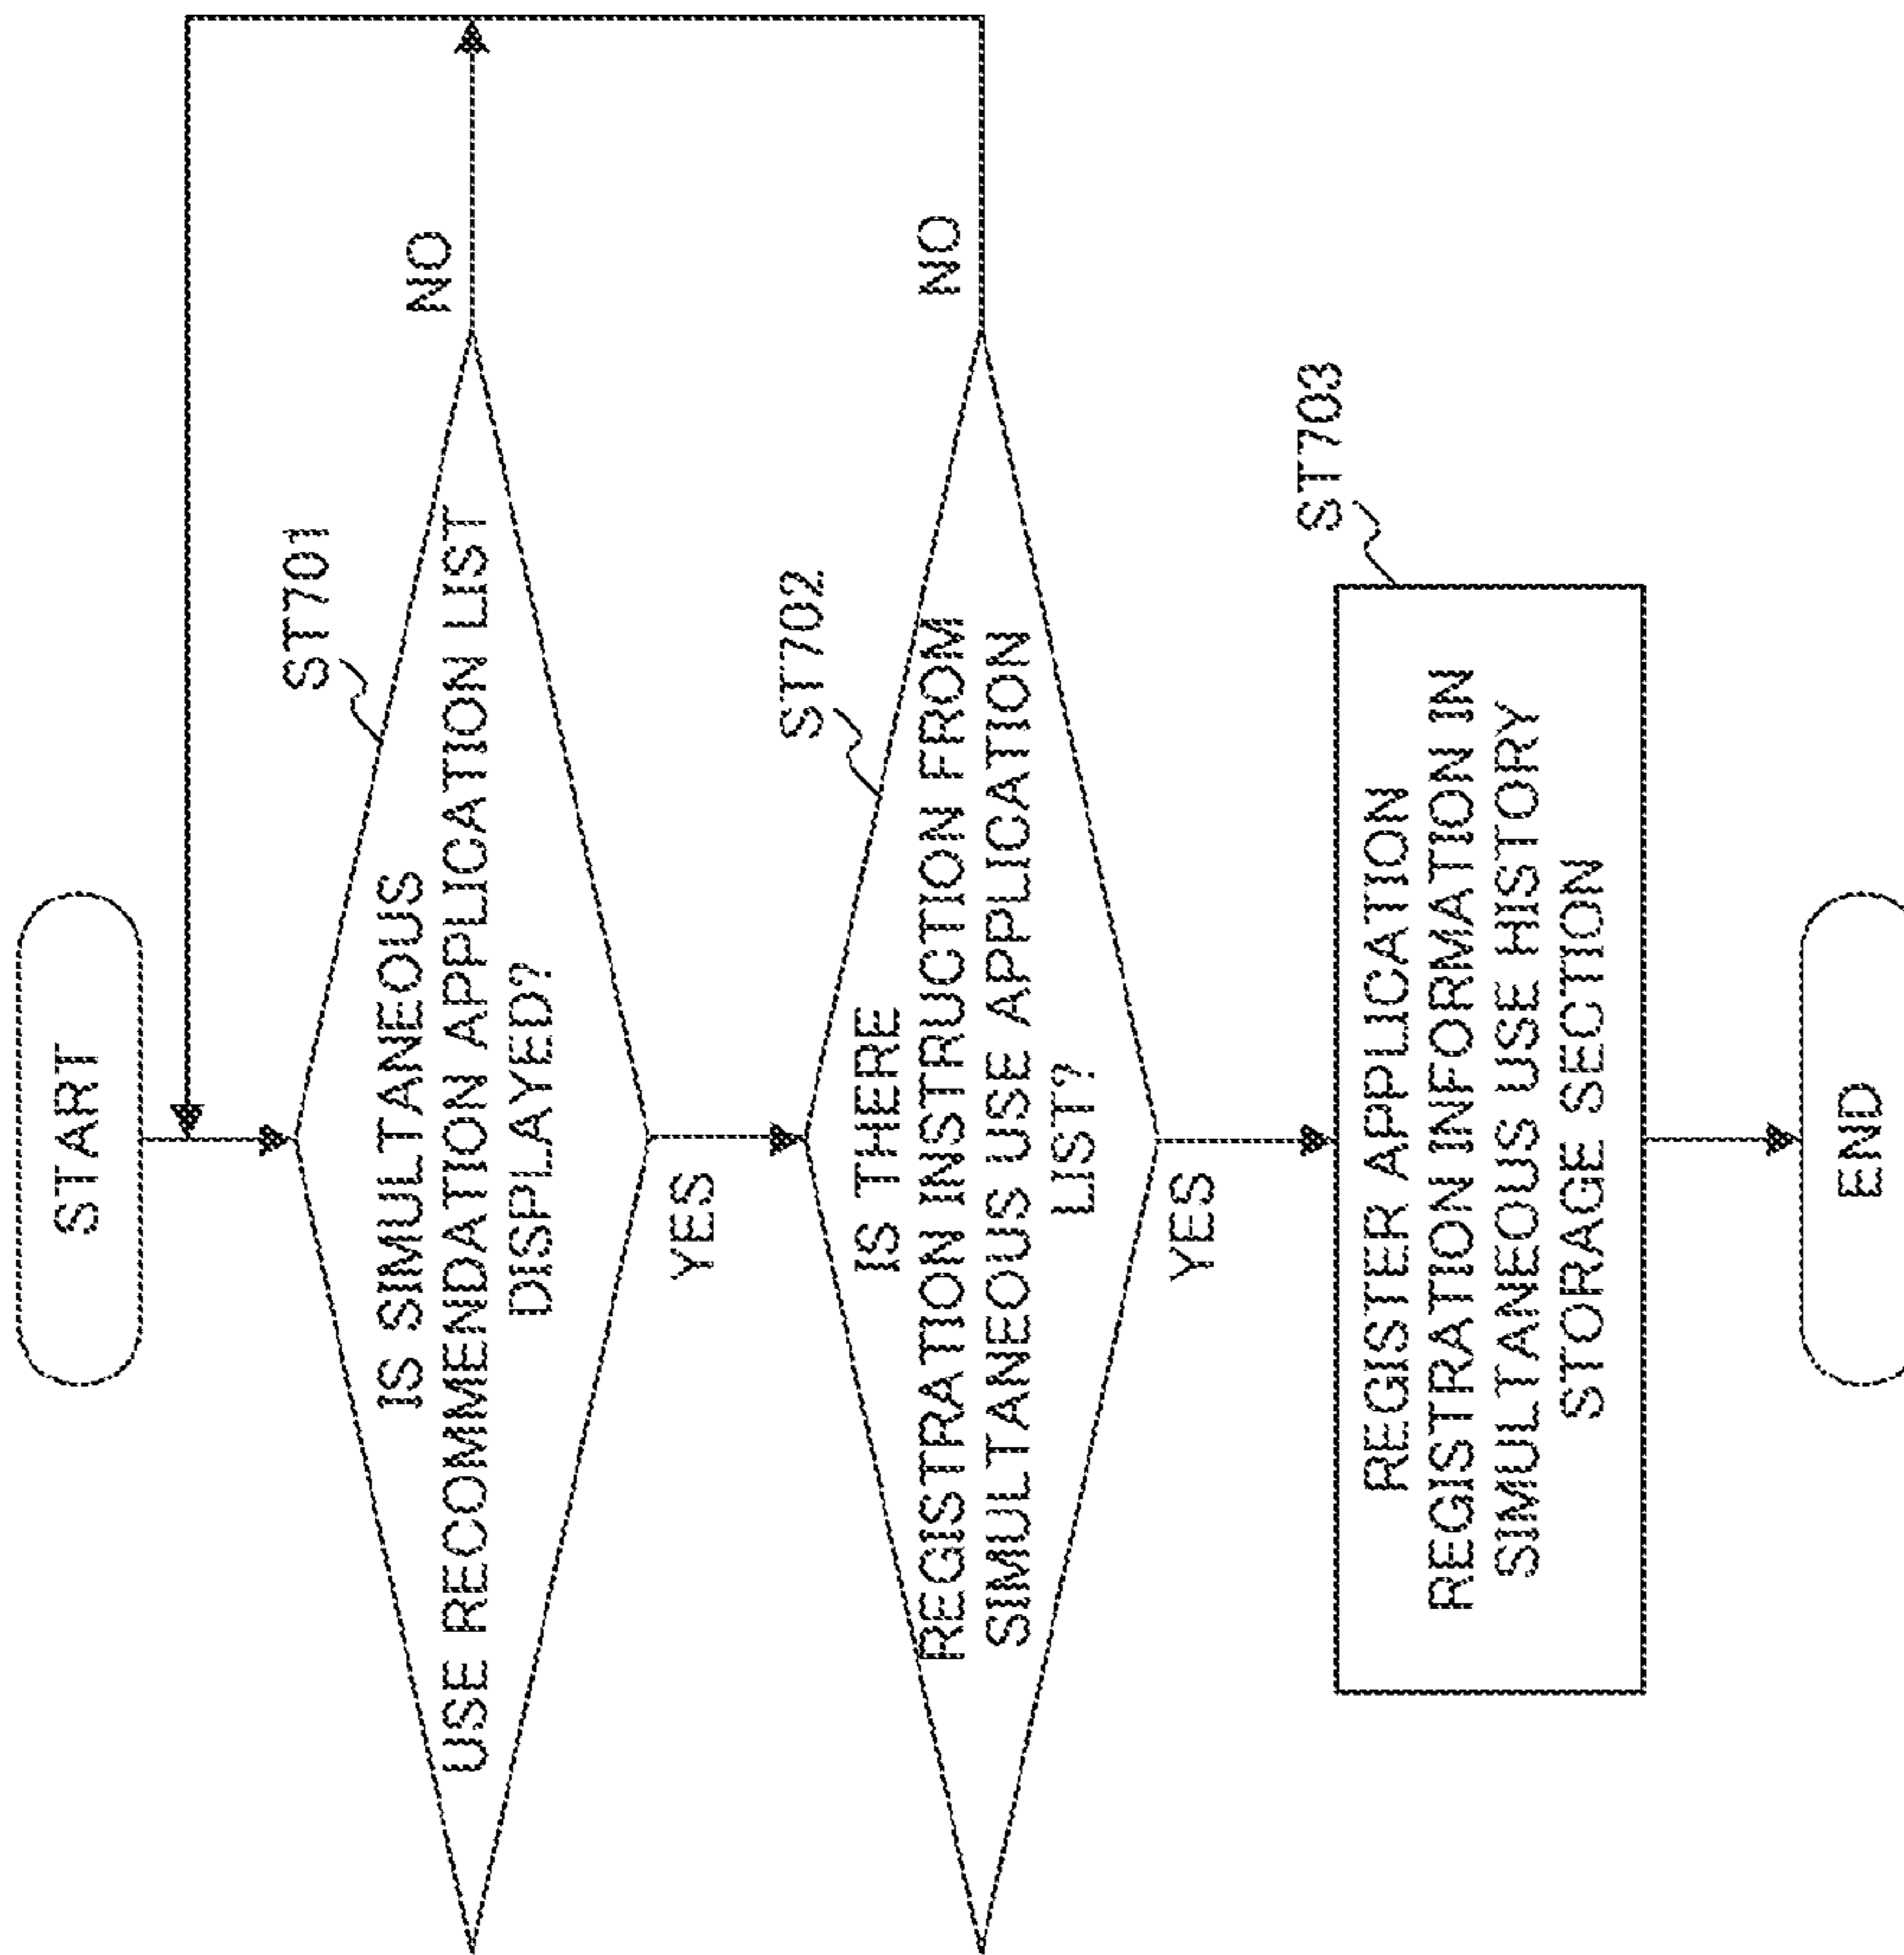 START
ST701
IS SIMULTANEOUS
USE RECOMMENDATION APPLICATION LIST
DISPLAYED?
NO
YES
ST702
IS THERE
REGISTRATION INSTRUCTION FROM
SIMULTANEOUS USE APPLICATION
LIST?
NO
YES
ST703
REGISTER APPLICATION
REGISTRATION INFORMATION IN
SIMULTANEOUS USE HISTORY
STORAGE SECTION
END